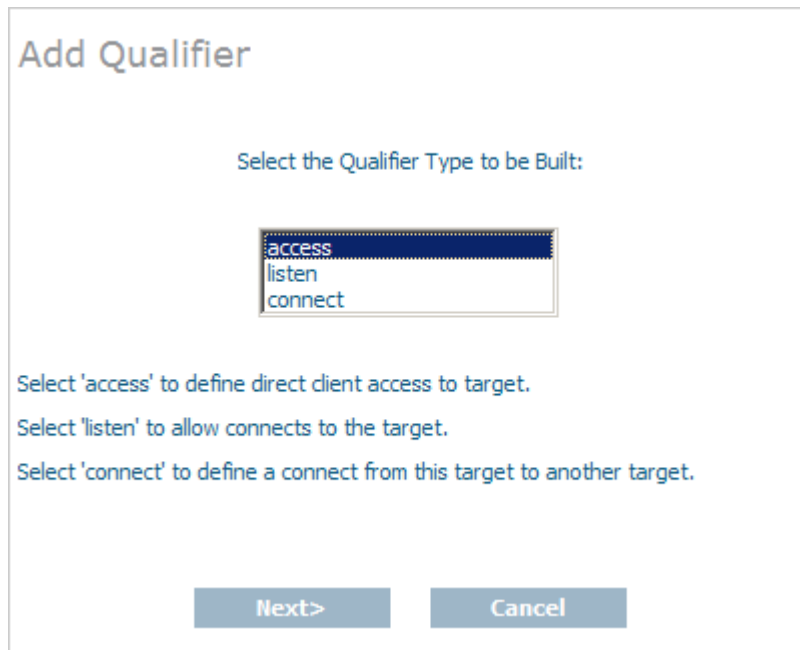 Add Qualifier
Select the Qualifier Type to be Built:
access
listen
connect
Select 'access' to define direct client access to target.
Select 'listen' to allow connects to the target.
Select 'connect' to define a connect from this target to another target.
Next>
Cancel